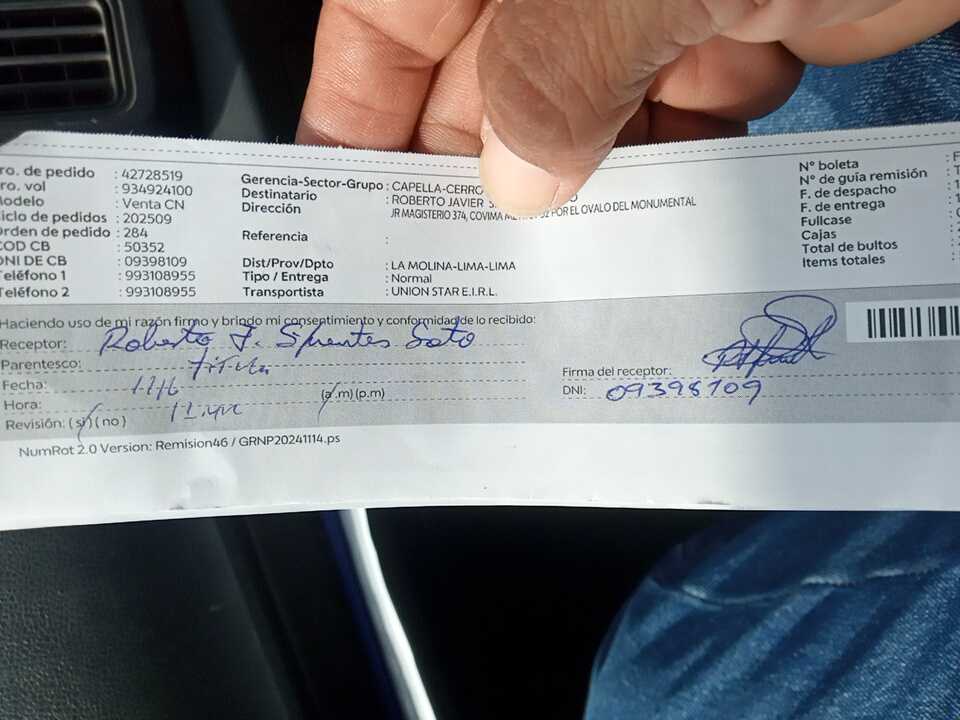 ro. de pedido : 42728519
ro. vol : 934924100
odelo : Venta CN
iclo de pedidos : 202509
rden de pedido : 284
OD CB : 50352
NI DE CB : 09398109
eléfono 1 : 993108955
eléfono 2 : 993108955
Gerencia-Sector-Grupo : CAPELLA-CERRO
Destinatario : ROBERTO JAVIER
Dirección : JR MAGISTERIO 374, COVIMA POR EL OVALO DEL MONUMENTAL
Referencia :
Dist/Prov/Dpto : LA MOLINA-LIMA-LIMA
Tipo / Entrega : Normal
Transportista : UNION STAR E.I.R.L.
N° boleta :
N° de guía remisión :
F. de despacho :
F. de entrega :
Fullcase :
Cajas :
Total de bultos :
Items totales :
Haciendo uso de mi razón firmo y brindo mi consentimiento y conformidad de lo recibido:
Receptor: Roberto J. Sifuentes Soto
Parentesco: Titular
Fecha:
Hora: (a.m) (p.m)
Revisión: (si) (no)
Firma del receptor:
DNI: 09398109
NumRot 2.0 Version: Remision46 / GRNP20241114.ps